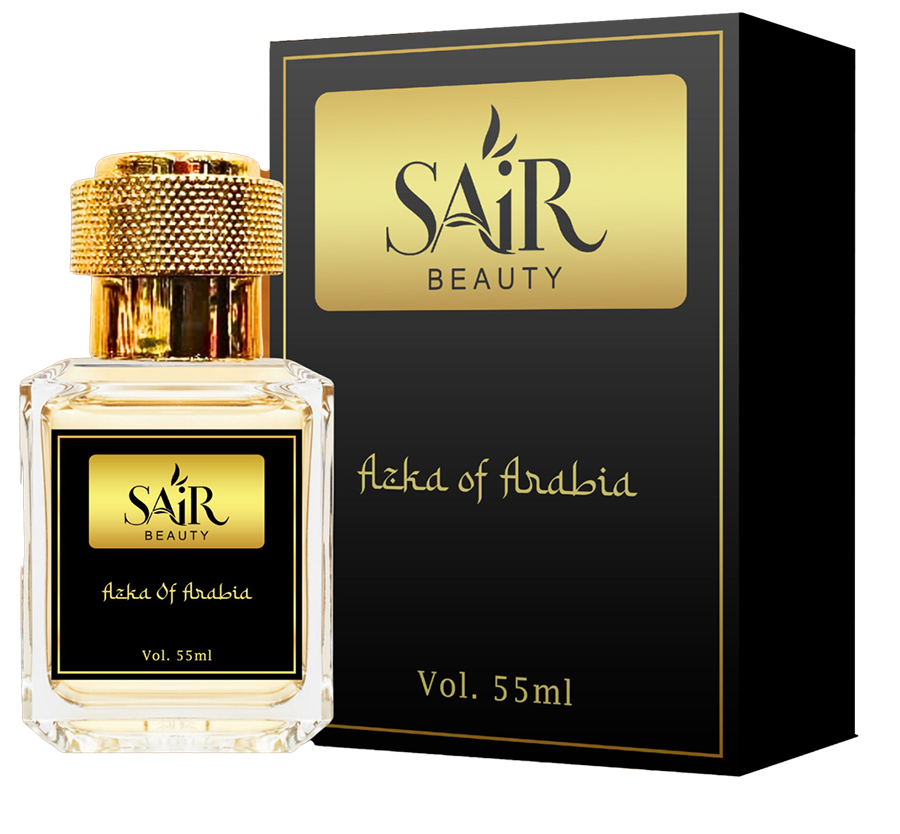 SAiR
BEAUTY
Azka of Arabia
Vol. 55ml
SAiR
BEAUTY
Azka Of Arabia
Vol. 55ml